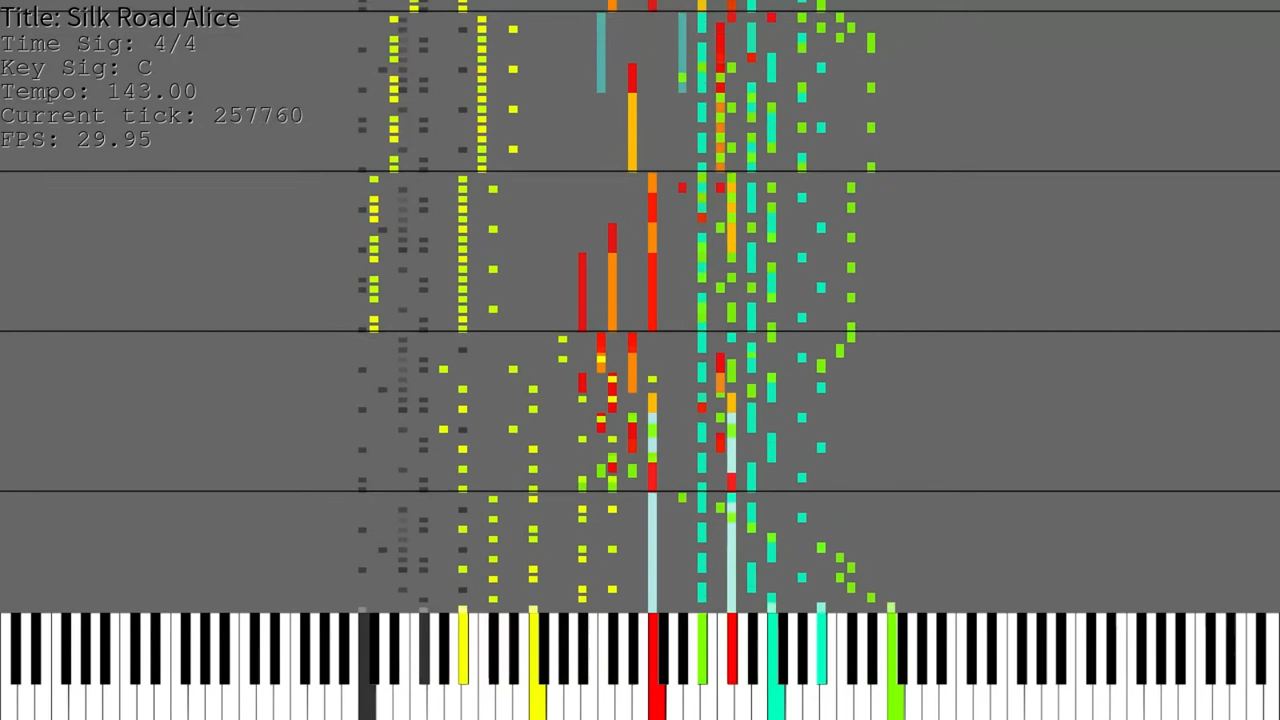 Title: Silk Road Alice
Time Sig: 4/4
Key Sig: C
Tempo: 143.00
Current tick: 257760
FPS: 29.95